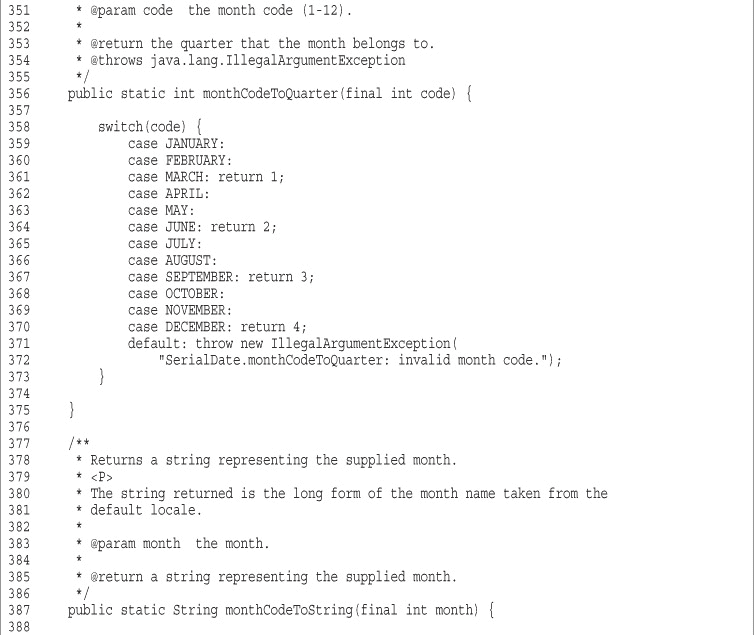 351      * @param code  the month code (1-12).
352      *
353      * @return the quarter that the month belongs to.
354      * @throws java.lang.IllegalArgumentException
355      */
356     public static int monthCodeToQuarter(final int code) {
357
358         switch(code) {
359             case JANUARY:
360             case FEBRUARY:
361             case MARCH: return 1;
362             case APRIL:
363             case MAY:
364             case JUNE: return 2;
365             case JULY:
366             case AUGUST:
367             case SEPTEMBER: return 3;
368             case OCTOBER:
369             case NOVEMBER:
370             case DECEMBER: return 4;
371             default: throw new IllegalArgumentException(
372                 "SerialDate.monthCodeToQuarter: invalid month code.");
373         }
374
375     }
376
377     /**
378      * Returns a string representing the supplied month.
379      * <P>
380      * The string returned is the long form of the month name taken from the
381      * default locale.
382      *
383      * @param month  the month.
384      *
385      * @return a string representing the supplied month.
386      */
387     public static String monthCodeToString(final int month) {
388